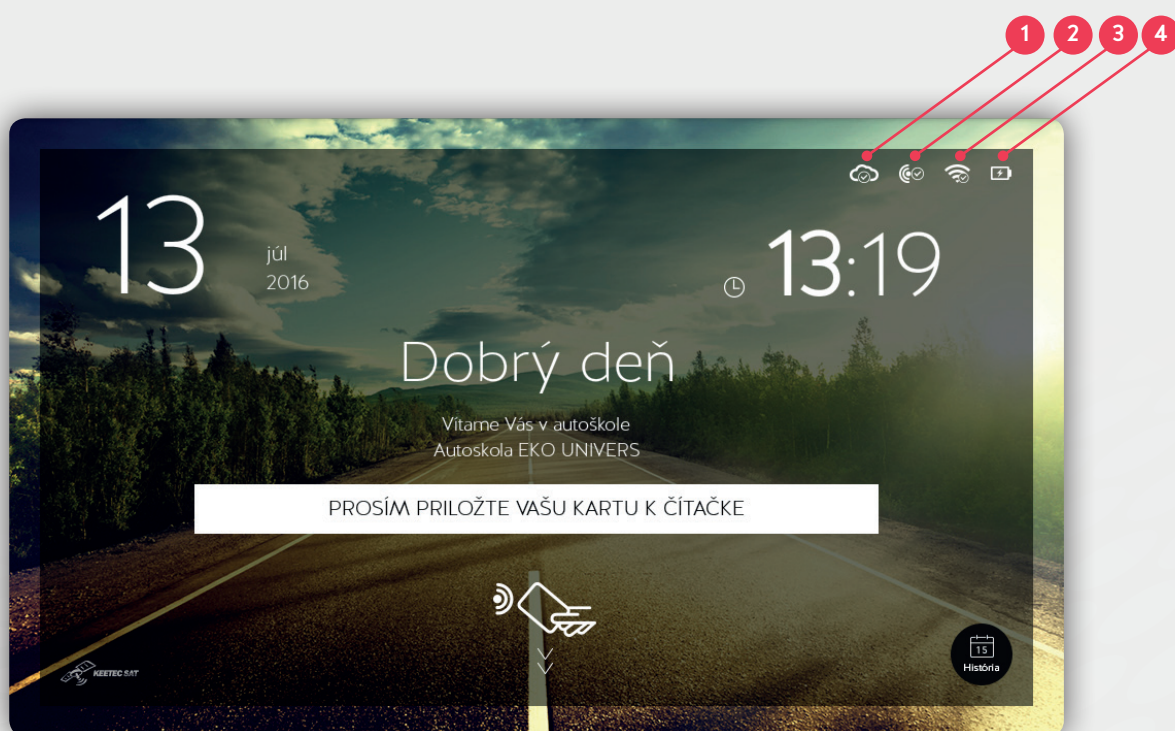 1 2 3 4
13
júl
2016
13:19
Dobrý deň
Vítame Vás v autoškole
Autoskola EKO UNIVERS
PROSÍM PRILOŽTE VAŠU KARTU K ČÍTAČKE
KEETEC SAT
15
História